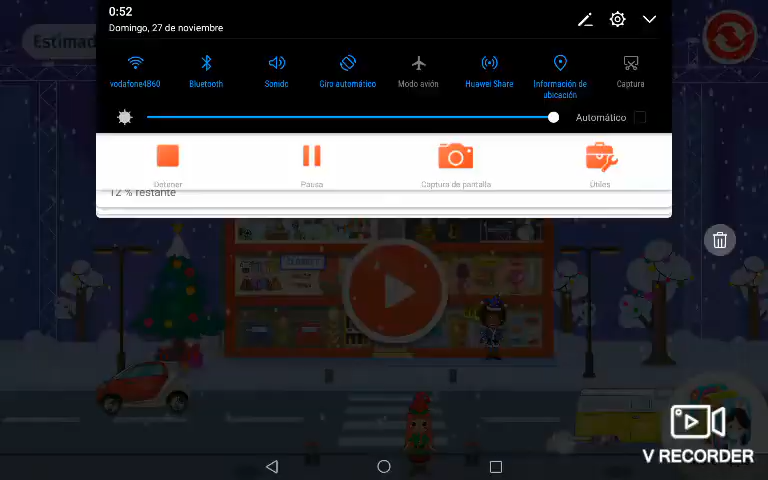 0:52
Domingo, 27 de noviembre
Estimad
vodafone4860
Bluetooth
Sonido
Giro automático
Modo avión
Huawei Share
Información de
ubicación
Captura
Automático
Detener
Pausa
Captura de pantalla
Útiles
12 % restante
V RECORDER